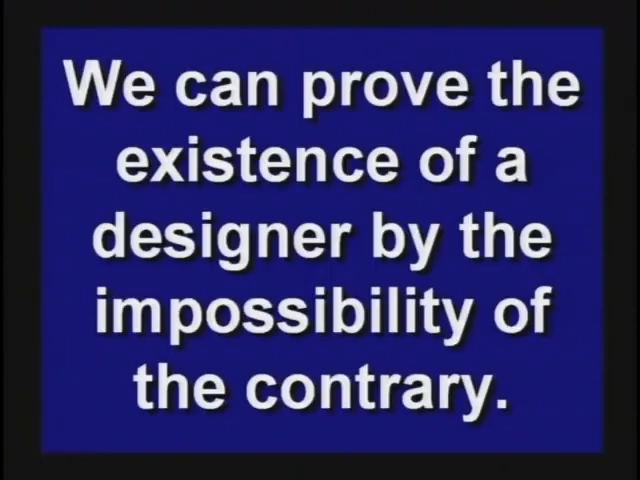 We can prove the
existence of a
designer by the
impossibility of
the contrary.